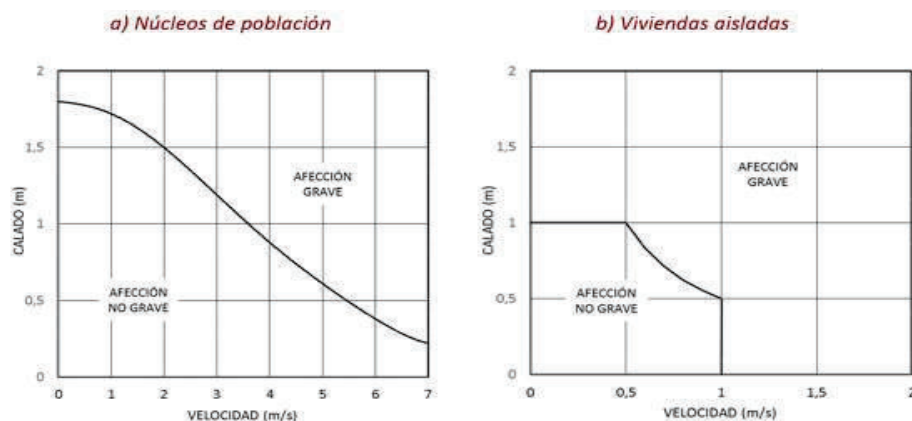 a) Núcleos de población
2
1,5
1
0,5
0
CALADO (m)
AFECCIÓN
GRAVE
AFECCIÓN
NO GRAVE
0 1 2 3 4 5 6 7
VELOCIDAD (m/s)
b) Viviendas aisladas
2
1,5
1
0,5
0
CALADO (m)
AFECCIÓN
GRAVE
AFECCIÓN
NO GRAVE
0 0,5 1 1,5 2
VELOCIDAD (m/s)